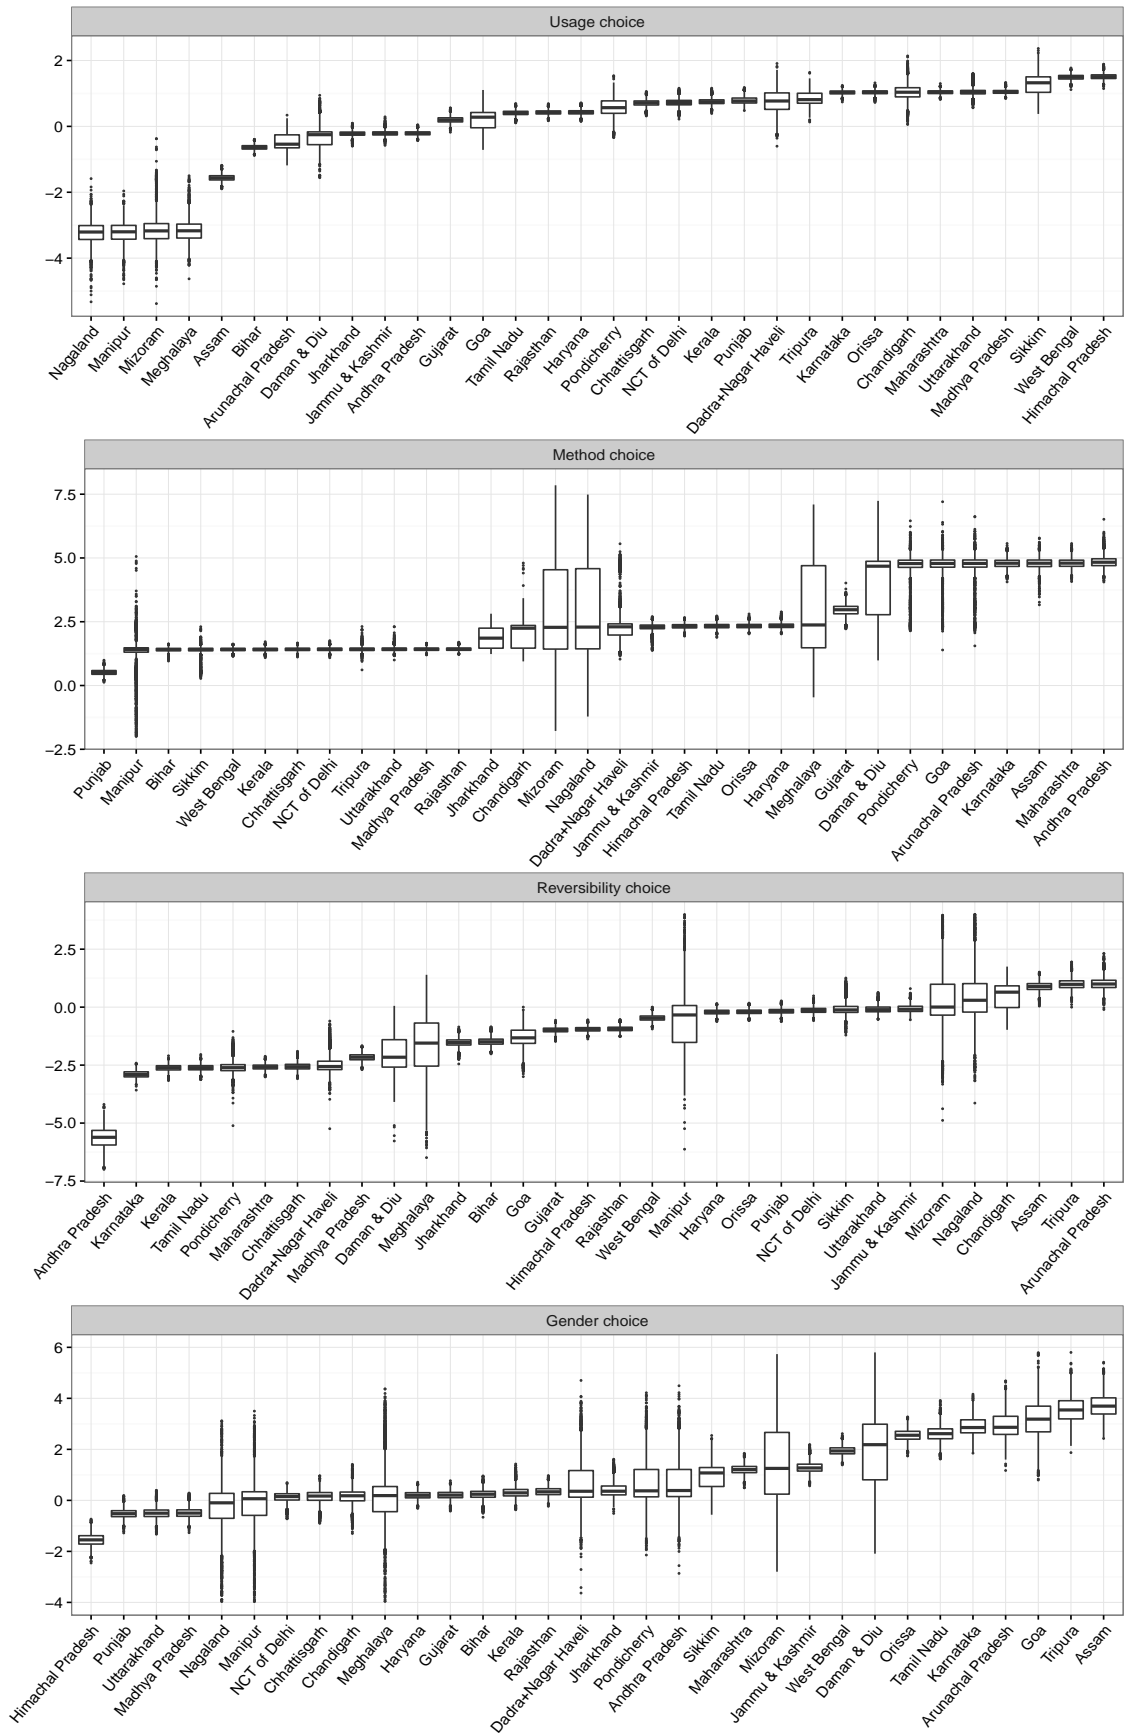 Usage choice
2
0
−2
−4
Nagaland
Manipur
Mizoram
Meghalaya
Assam
Bihar
Arunachal Pradesh
Daman & Diu
Jharkhand
Jammu & Kashmir
Andhra Pradesh
Gujarat
Goa
Tamil Nadu
Rajasthan
Haryana
Pondicherry
Chhattisgarh
NCT of Delhi
Kerala
Punjab
Dadra+Nagar Haveli
Tripura
Karnataka
Orissa
Chandigarh
Maharashtra
Uttarakhand
Madhya Pradesh
Sikkim
West Bengal
Himachal Pradesh
Method choice
7.5
5.0
2.5
0.0
−2.5
Punjab
Manipur
Bihar
Sikkim
West Bengal
Kerala
Chhattisgarh
NCT of Delhi
Tripura
Uttarakhand
Madhya Pradesh
Rajasthan
Jharkhand
Chandigarh
Mizoram
Nagaland
Dadra+Nagar Haveli
Jammu & Kashmir
Himachal Pradesh
Tamil Nadu
Orissa
Haryana
Meghalaya
Gujarat
Daman & Diu
Pondicherry
Goa
Arunachal Pradesh
Karnataka
Assam
Maharashtra
Andhra Pradesh
Reversibility choice
2.5
0.0
−2.5
−5.0
−7.5
Andhra Pradesh
Karnataka
Kerala
Tamil Nadu
Pondicherry
Maharashtra
Chhattisgarh
Dadra+Nagar Haveli
Madhya Pradesh
Daman & Diu
Meghalaya
Jharkhand
Bihar
Goa
Gujarat
Himachal Pradesh
Rajasthan
West Bengal
Manipur
Haryana
Orissa
Punjab
NCT of Delhi
Sikkim
Uttarakhand
Jammu & Kashmir
Mizoram
Nagaland
Chandigarh
Assam
Tripura
Arunachal Pradesh
Gender choice
6
4
2
0
−2
−4
Himachal Pradesh
Punjab
Uttarakhand
Madhya Pradesh
Nagaland
Manipur
NCT of Delhi
Chhattisgarh
Chandigarh
Meghalaya
Haryana
Gujarat
Bihar
Kerala
Rajasthan
Dadra+Nagar Haveli
Jharkhand
Pondicherry
Andhra Pradesh
Sikkim
Maharashtra
Mizoram
Jammu & Kashmir
West Bengal
Daman & Diu
Orissa
Tamil Nadu
Karnataka
Arunachal Pradesh
Goa
Tripura
Assam